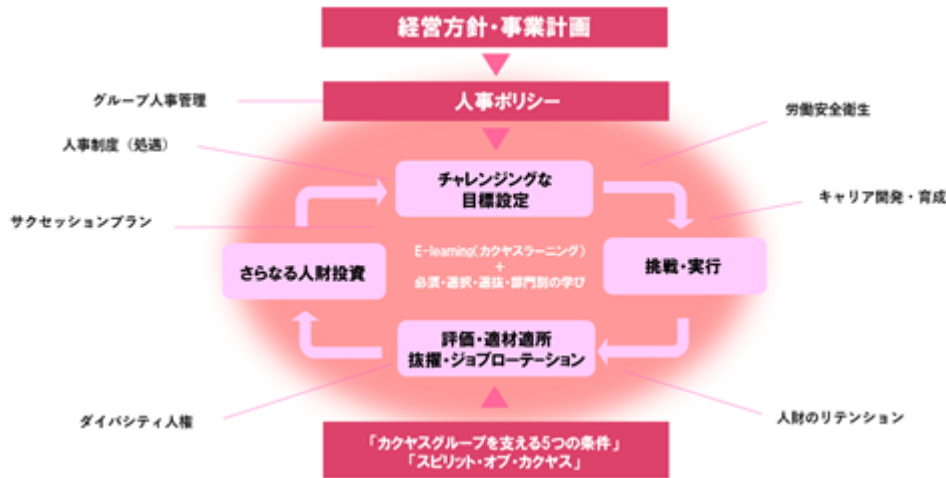 経営方針・事業計画
人事ポリシー
グループ人事管理
労働安全衛生
人事制度（処遇）
チャレンジングな
目標設定
キャリア開発・育成
サクセッションプラン
E-learning(カクヤスラーニング)
+
必須・選択・選抜・部門別の学び
さらなる人財投資
挑戦・実行
評価・適材適所
抜擢・ジョブローテーション
ダイバシティ人権
人財のリテンション
「カクヤスグループを支える5つの条件」
「スピリット・オブ・カクヤス」